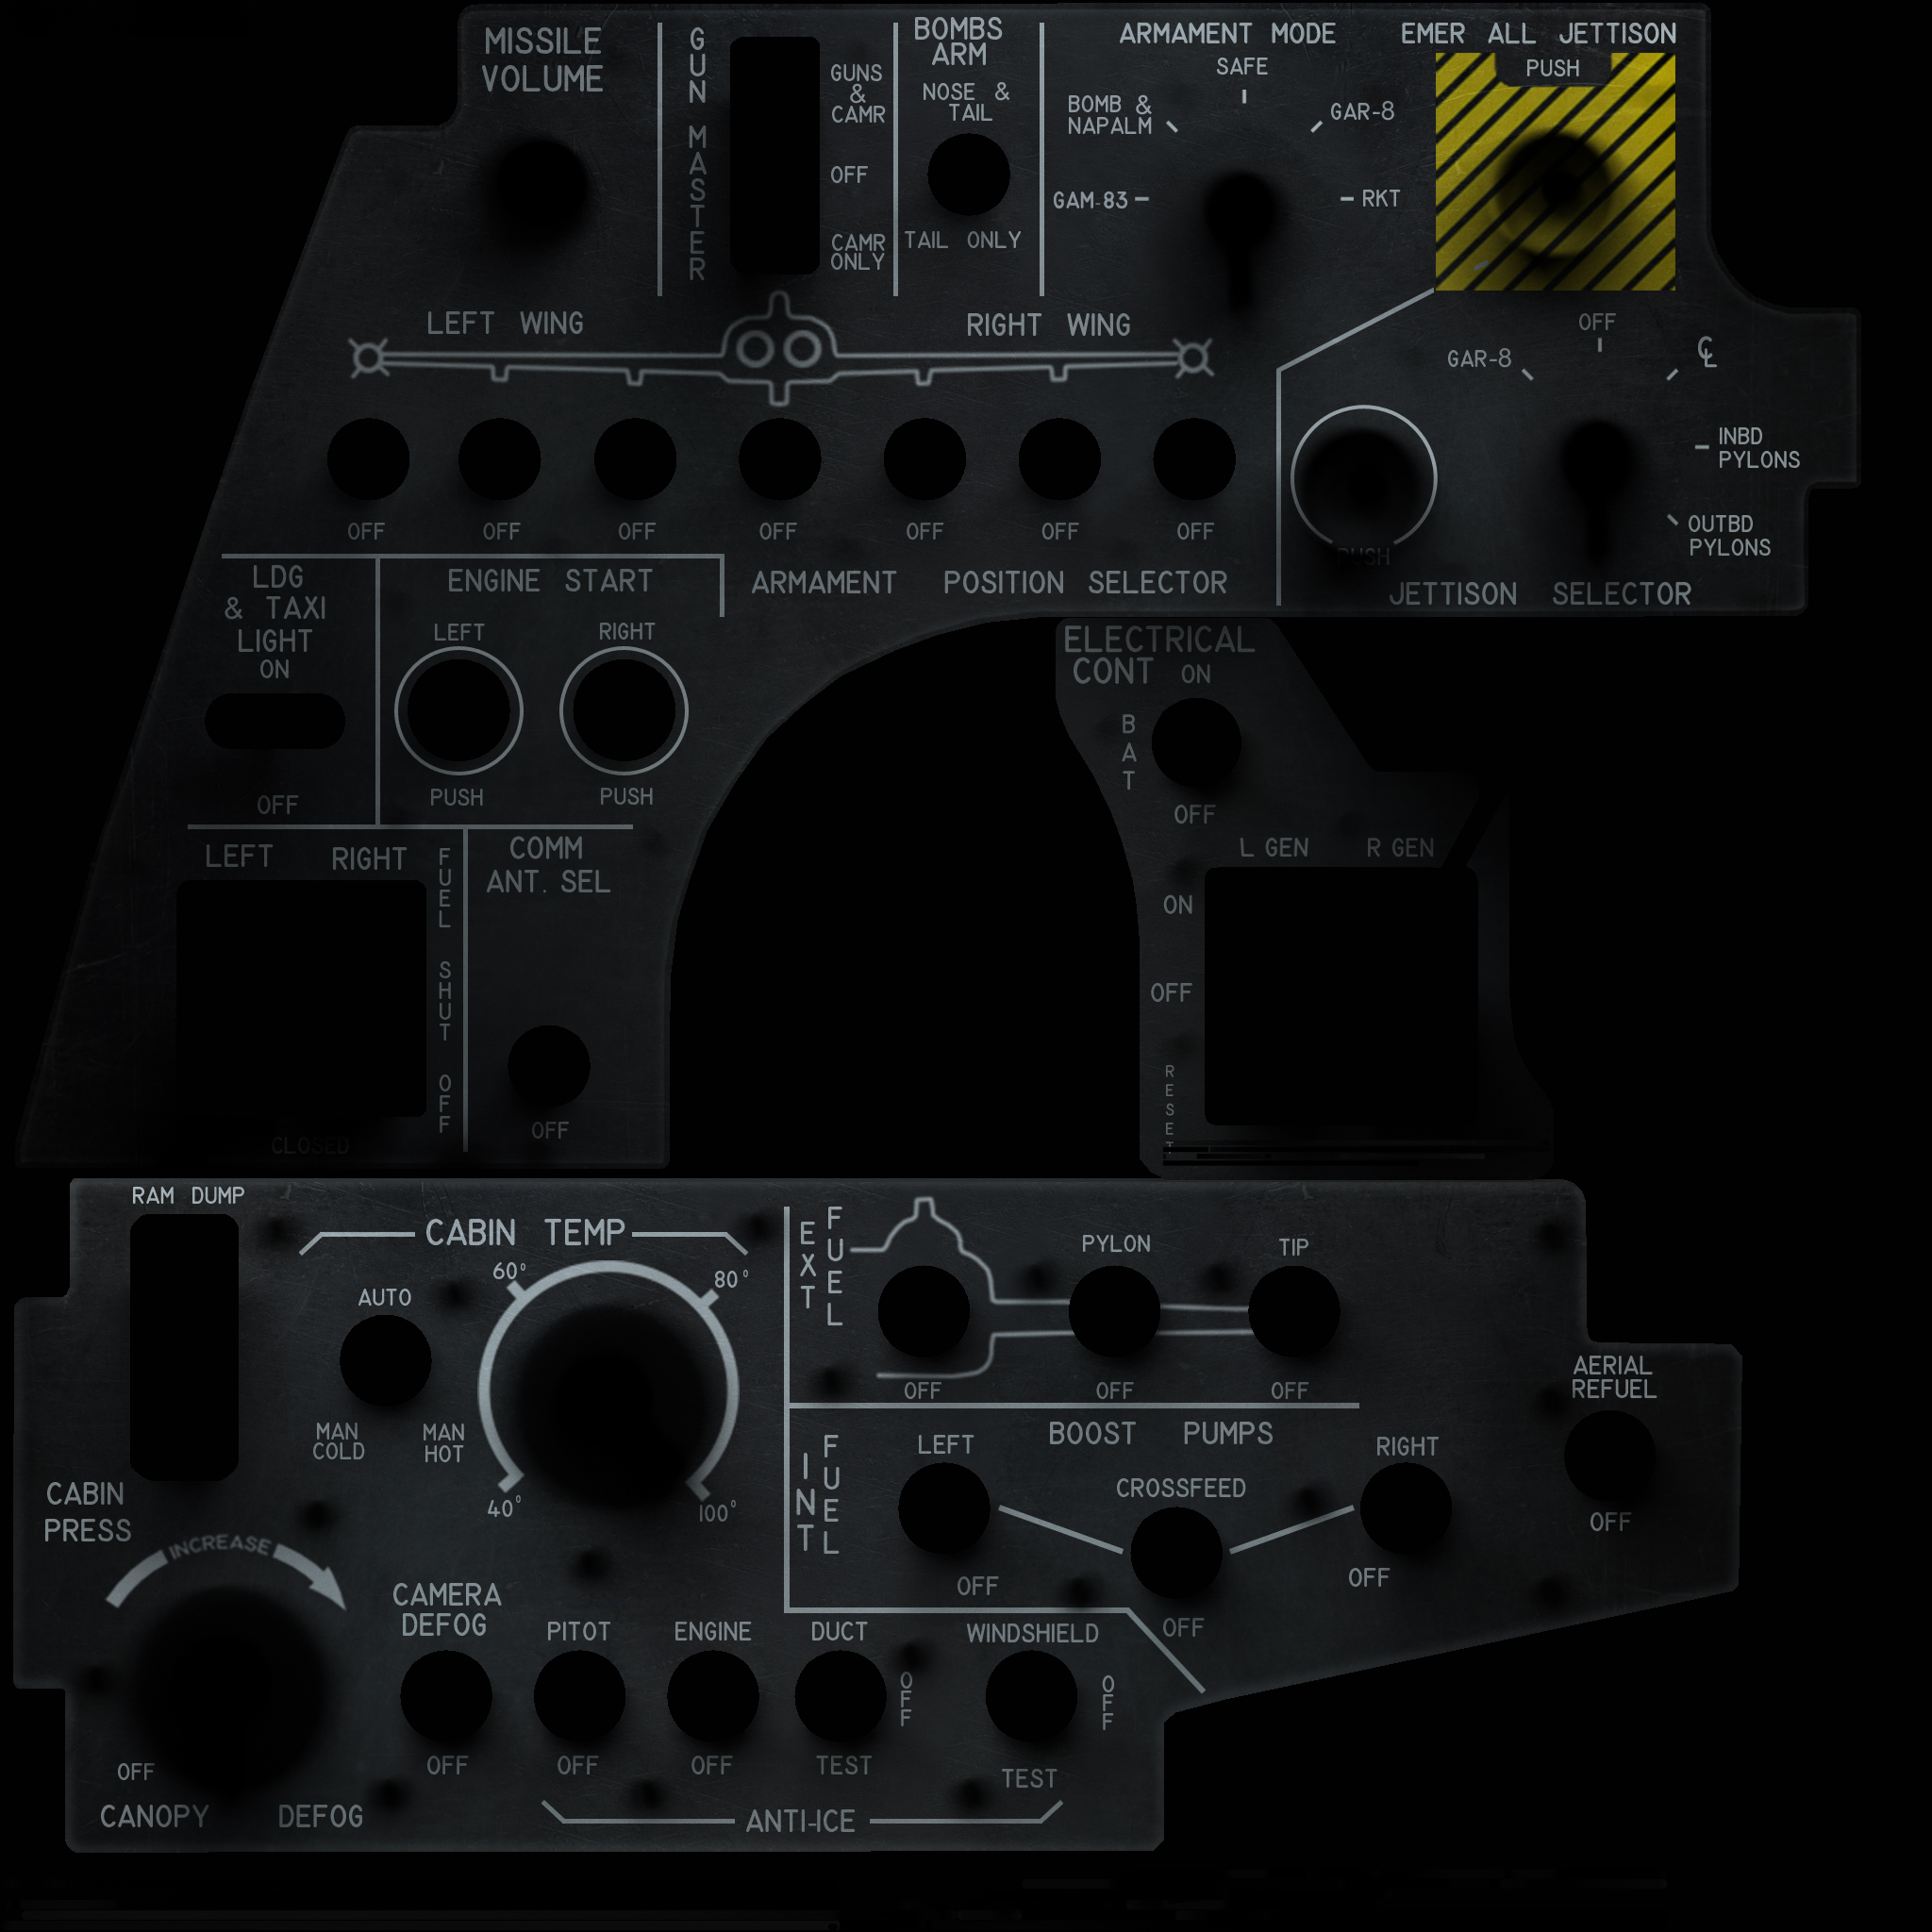 MISSILE
VOLUME
GUN MASTER
GUNS
&
CAMR
OFF
CAMR
ONLY
BOMBS
ARM
NOSE &
TAIL
TAIL ONLY
ARMAMENT MODE
SAFE
BOMB &
NAPALM
GAR-8
GAM-83
RKT
EMER ALL JETTISON
PUSH
LEFT WING
RIGHT WING
OFF
OFF
OFF
OFF
OFF
OFF
OFF
ARMAMENT POSITION SELECTOR
OFF
GAR-8
℄
INBD
PYLONS
OUTBD
PYLONS
PUSH
JETTISON SELECTOR
LDG
& TAXI
LIGHT
ON
OFF
ENGINE START
LEFT
RIGHT
PUSH
PUSH
LEFT
RIGHT
FUEL SHUT OFF
CLOSED
COMM
ANT. SEL
OFF
ELECTRICAL
CONT
ON
BAT
OFF
L GEN
R GEN
ON
OFF
RESET
RAM DUMP
CABIN
PRESS
CABIN TEMP
AUTO
MAN
COLD
MAN
HOT
60°
80°
40°
100°
EXT
FUEL
PYLON
TIP
OFF
OFF
OFF
INT
FUEL
BOOST PUMPS
LEFT
RIGHT
CROSSFEED
OFF
OFF
OFF
AERIAL
REFUEL
OFF
INCREASE
OFF
CANOPY DEFOG
CAMERA
DEFOG
OFF
PITOT
OFF
ENGINE
OFF
DUCT
OFF
TEST
WINDSHIELD
OFF
TEST
ANTI-ICE